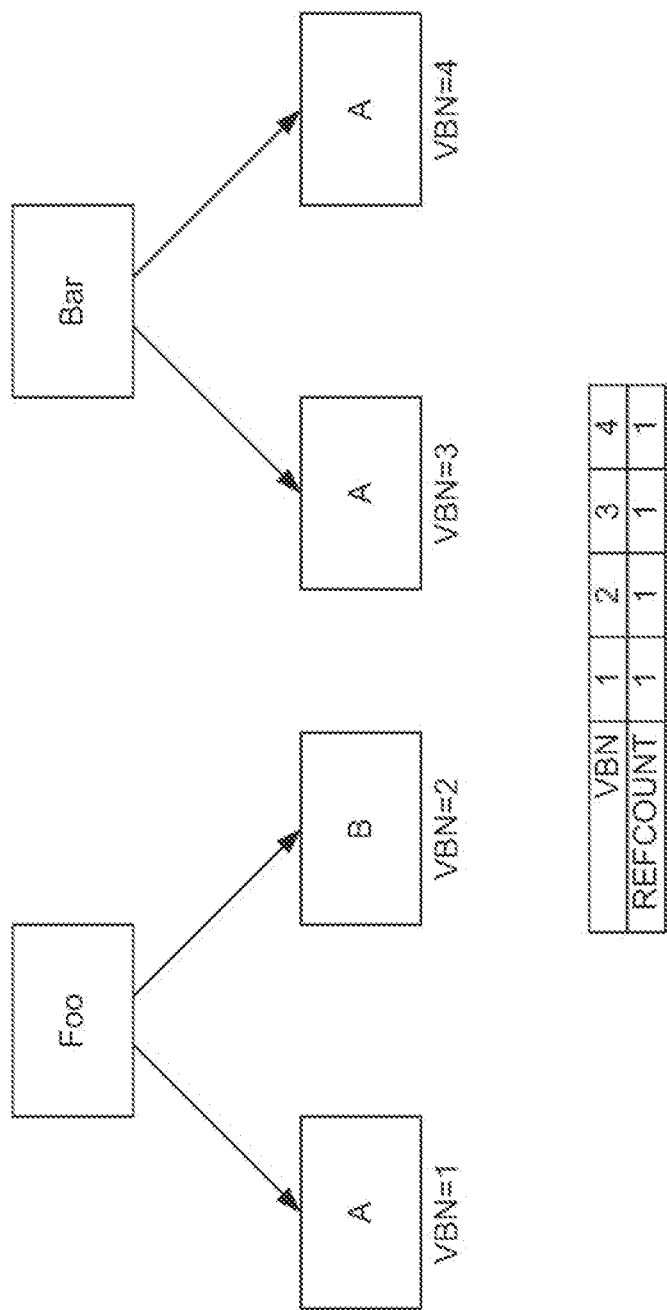 Foo
Bar
A
B
A
A
VBN=1
VBN=2
VBN=3
VBN=4
VBN 1 2 3 4
REFCOUNT 1 1 1 1